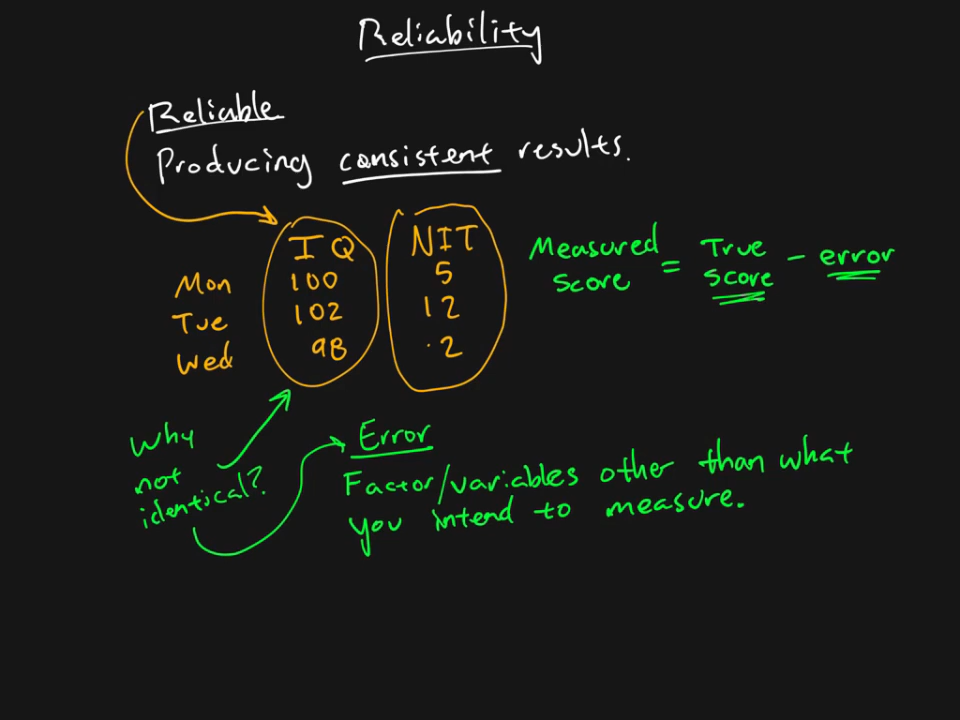 Reliability
Reliable
Producing consistent results.
IQ NIT
Mon 100 5
Tue 102 12
Wed 98 .2
Measured True
Score = score - error
Why
not
identical?
Error
Factor/variables other than what
you intend to measure.